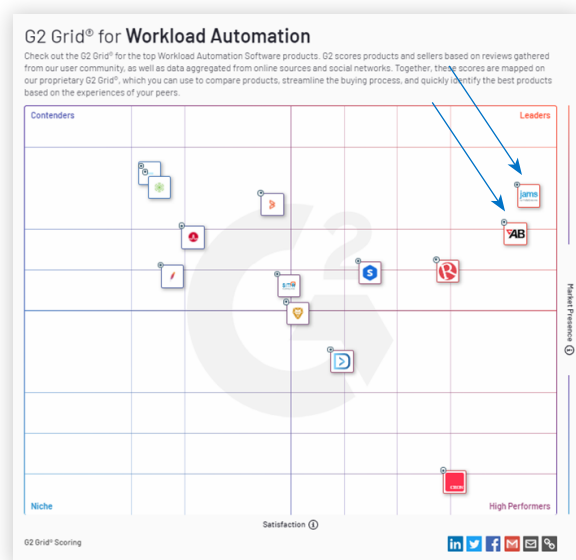 G2 Grid® for Workload Automation
Check out the G2 Grid® for the top Workload Automation Software products. G2 scores products and sellers based on reviews gathered
from our user community, as well as data aggregated from online sources and social networks. Together, these scores are mapped on
our proprietary G2 Grid®, which you can use to compare products, streamline the buying process, and quickly identify the best products
based on the experiences of your peers.
Contenders
Leaders
jams
AB
Market Presence
Niche
High Performers
Satisfaction
G2 Grid® Scoring